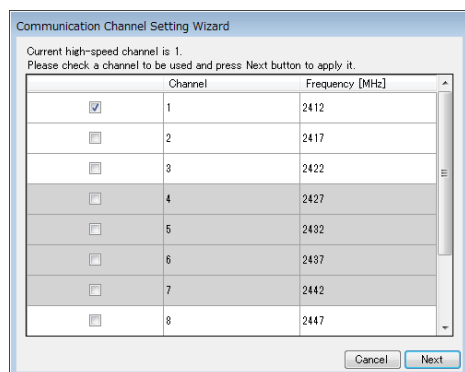 Communication Channel Setting Wizard
Current high-speed channel is 1.
Please check a channel to be used and press Next button to apply it.
Channel Frequency [MHz]
1 2412
2 2417
3 2422
4 2427
5 2432
6 2437
7 2442
8 2447
Cancel Next